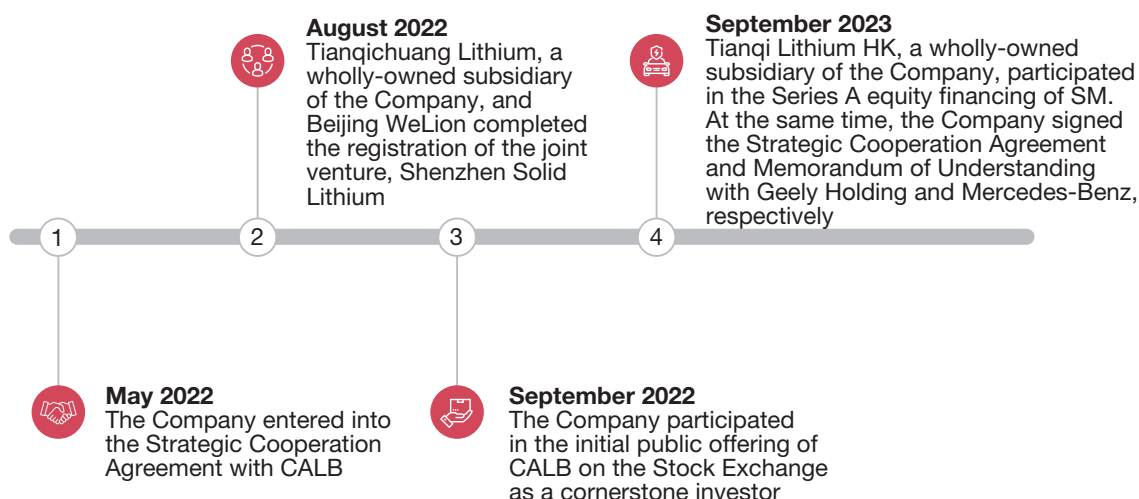 August 2022
Tianqichuang Lithium, a
wholly-owned subsidiary
of the Company, and
Beijing WeLion completed
the registration of the joint
venture, Shenzhen Solid
Lithium
September 2023
Tianqi Lithium HK, a wholly-owned
subsidiary of the Company, participated
in the Series A equity financing of SM.
At the same time, the Company signed
the Strategic Cooperation Agreement
and Memorandum of Understanding
with Geely Holding and Mercedes-Benz,
respectively
1
2
3
4
May 2022
The Company entered into
the Strategic Cooperation
Agreement with CALB
September 2022
The Company participated
in the initial public offering of
CALB on the Stock Exchange
as a cornerstone investor